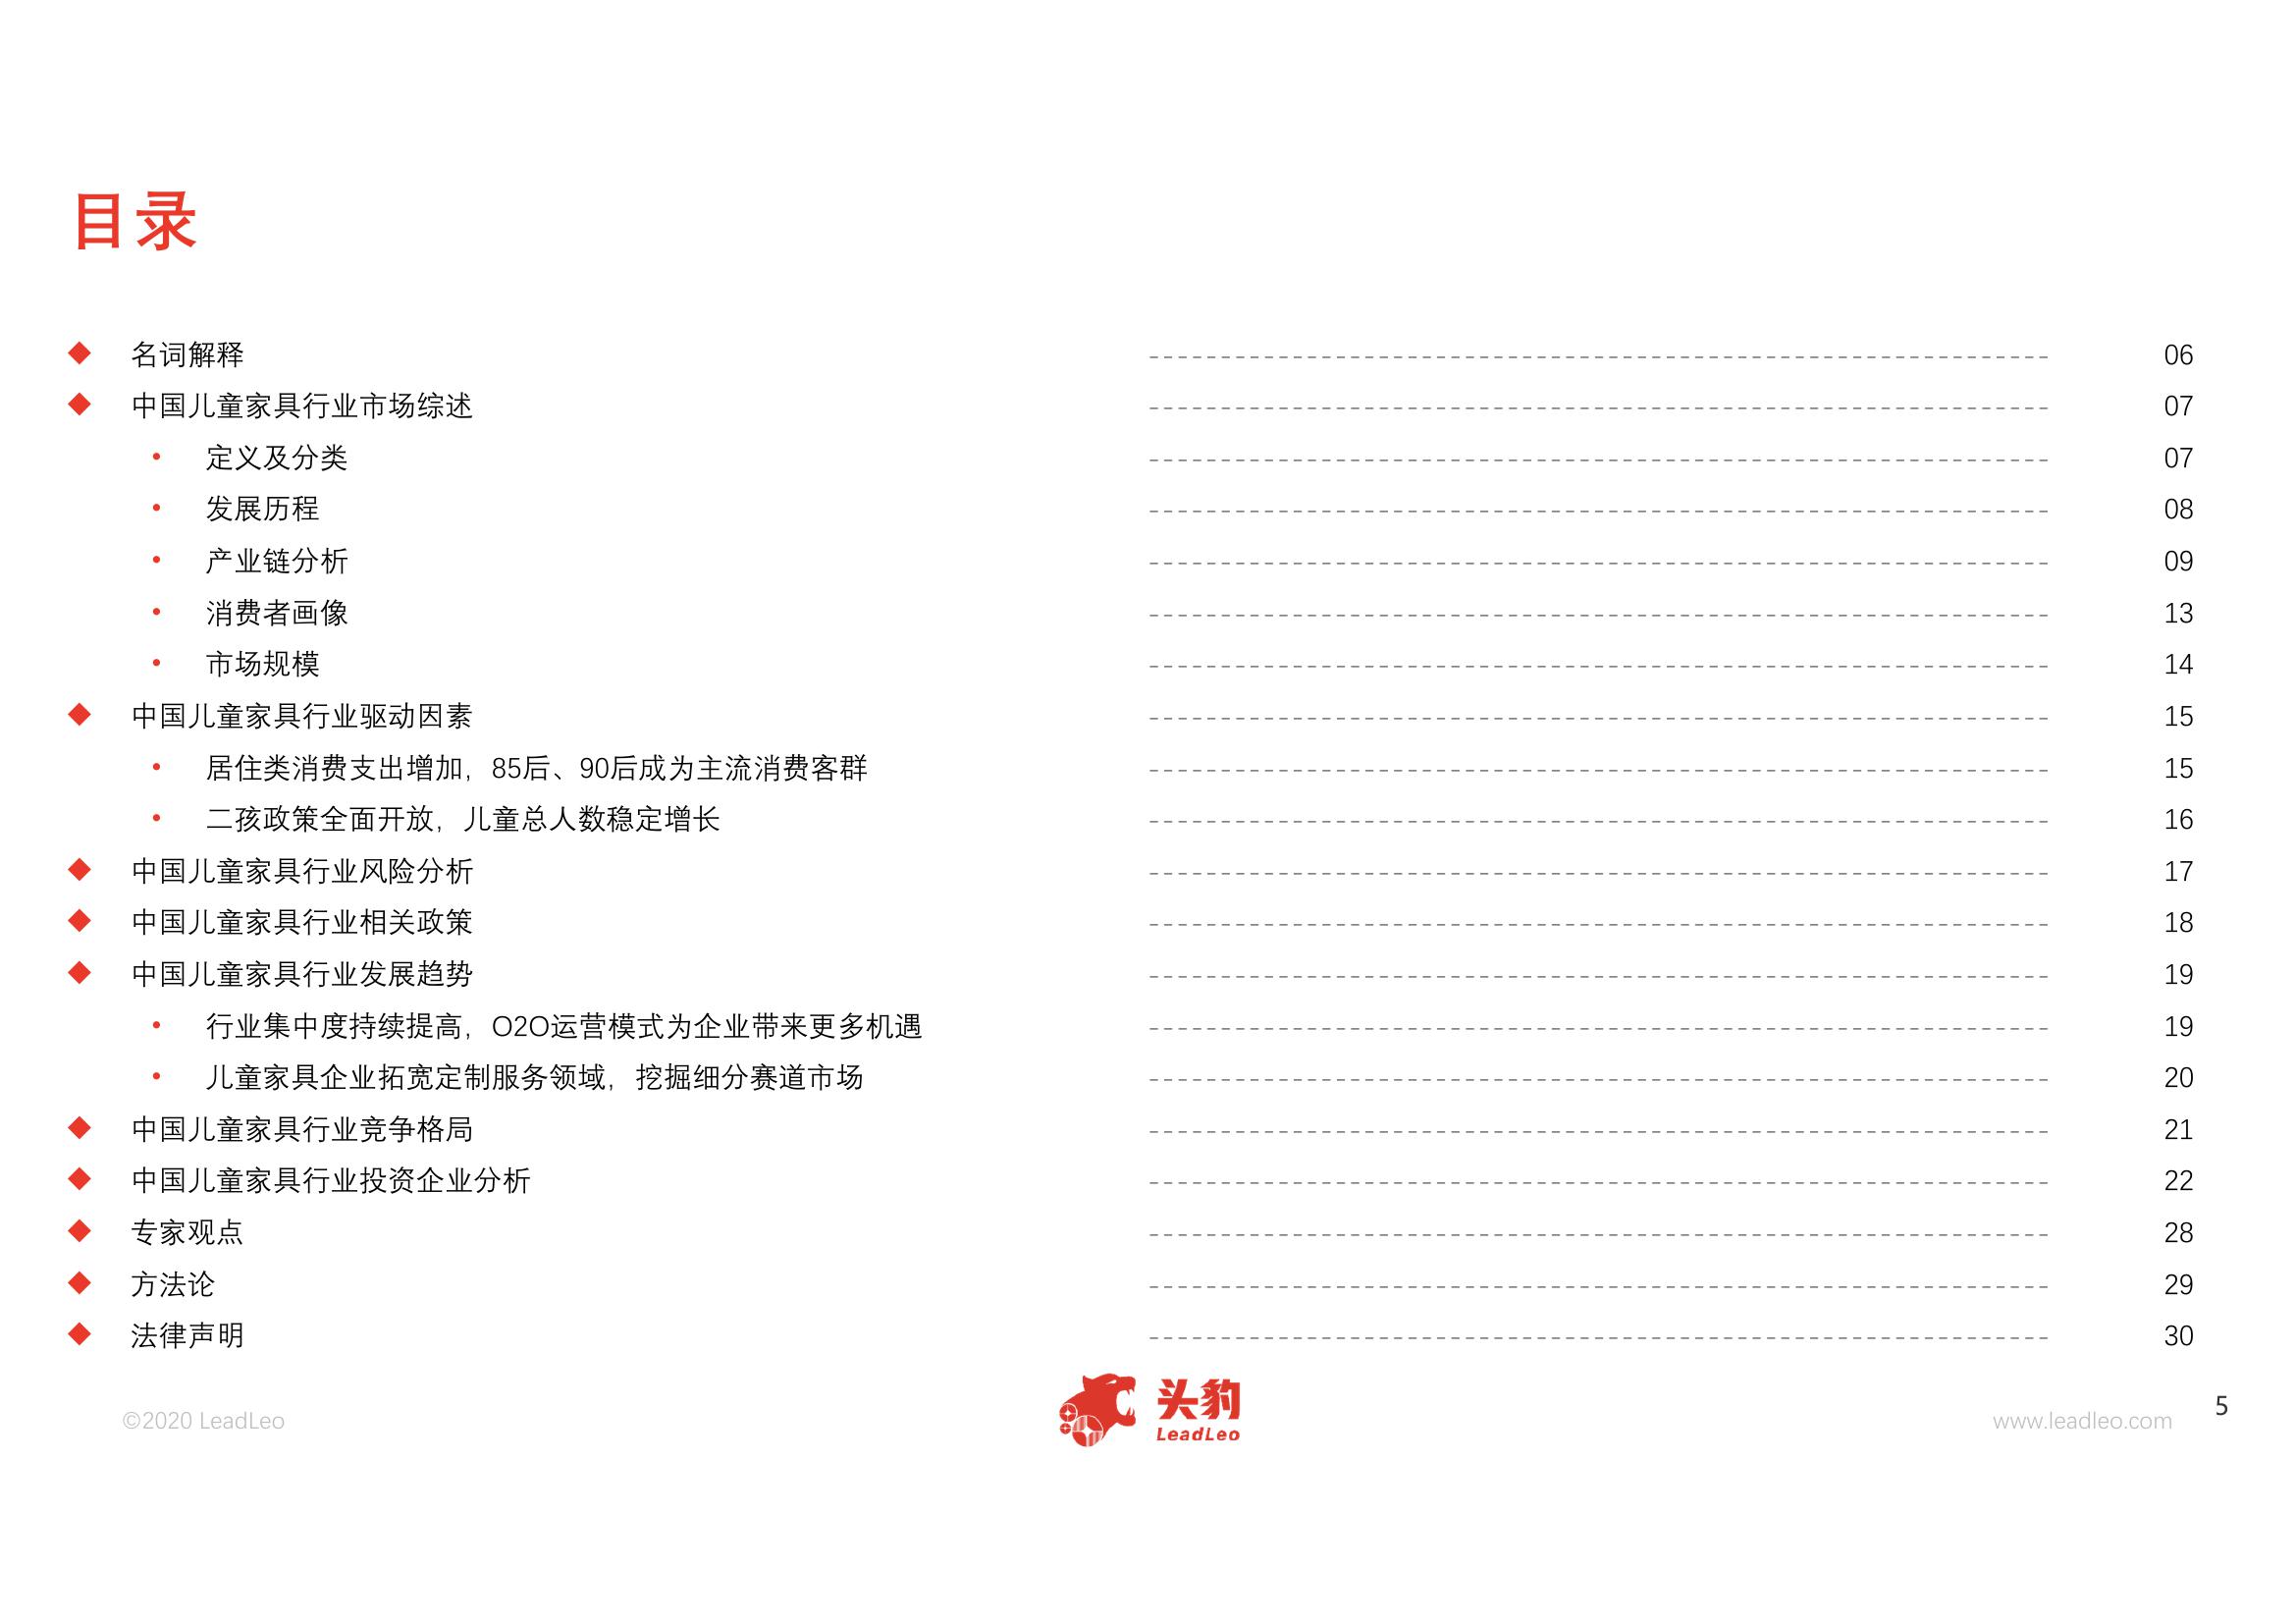 目录
名词解释 06
中国儿童家具行业市场综述 07
定义及分类 07
发展历程 08
产业链分析 09
消费者画像 13
市场规模 14
中国儿童家具行业驱动因素 15
居住类消费支出增加，85后、90后成为主流消费客群 15
二孩政策全面开放，儿童总人数稳定增长 16
中国儿童家具行业风险分析 17
中国儿童家具行业相关政策 18
中国儿童家具行业发展趋势 19
行业集中度持续提高，O2O运营模式为企业带来更多机遇 19
儿童家具企业拓宽定制服务领域，挖掘细分赛道市场 20
中国儿童家具行业竞争格局 21
中国儿童家具行业投资企业分析 22
专家观点 28
方法论 29
法律声明 30
©2020 LeadLeo
头豹
LeadLeo
www.leadleo.com
5